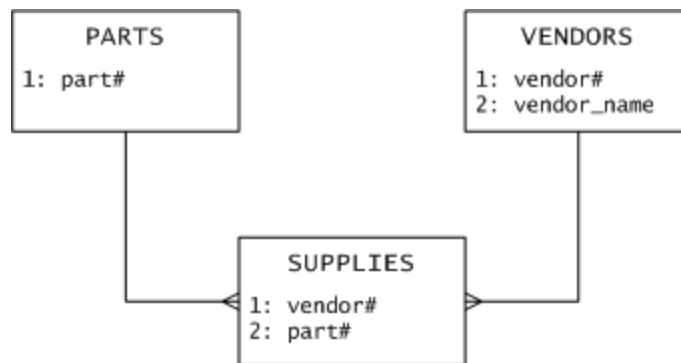 PARTS
1: part#
VENDORS
1: vendor#
2: vendor_name
SUPPLIES
1: vendor#
2: part#